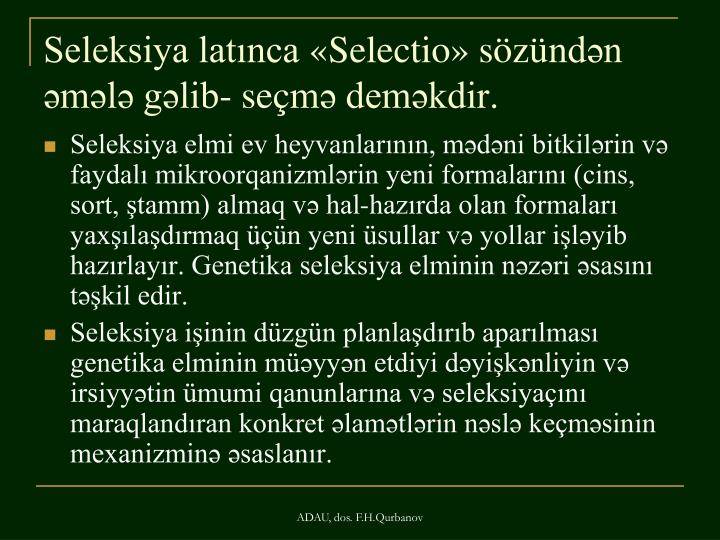 Seleksiya latınca «Selectio» sözündən
əmələ gəlib- seçmə deməkdir.
Seleksiya elmi ev heyvanlarının, mədəni bitkilərin və
faydalı mikroorqanizmlərin yeni formalarını (cins,
sort, ştamm) almaq və hal-hazırda olan formaları
yaxşılaşdırmaq üçün yeni üsullar və yollar işləyib
hazırlayır. Genetika seleksiya elminin nəzəri əsasını
təşkil edir.
Seleksiya işinin düzgün planlaşdırıb aparılması
genetika elminin müəyyən etdiyi dəyişkənliyin və
irsiyyətin ümumi qanunlarına və seleksiyaçını
maraqlandıran konkret əlamətlərin nəslə keçməsinin
mexanizminə əsaslanır.
ADAU, dos. F.H.Qurbanov